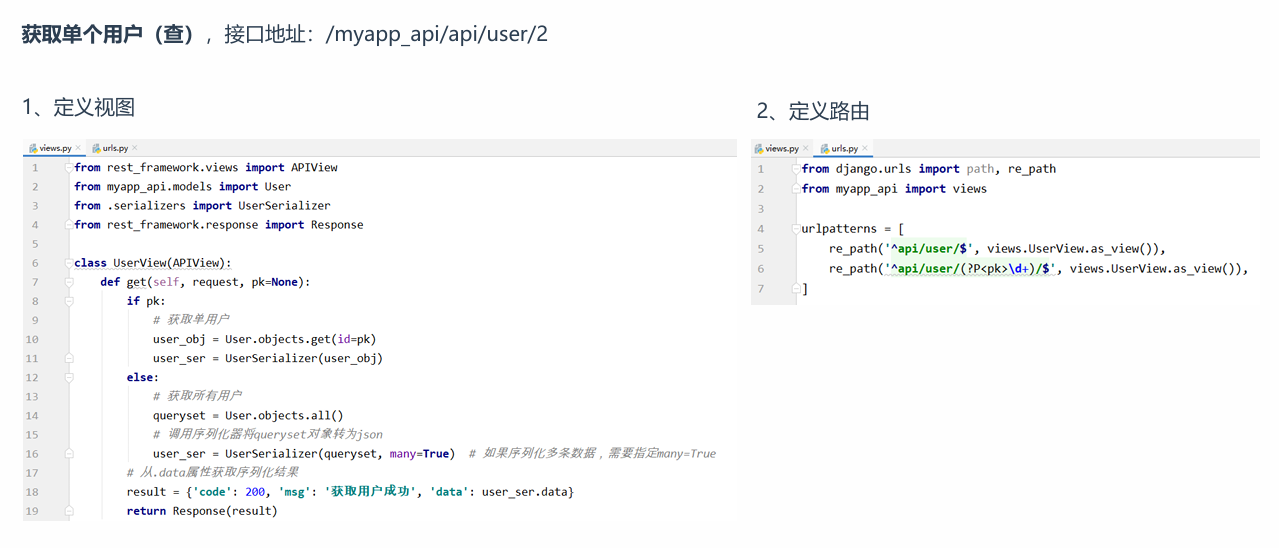 获取单个用户（查），接口地址：/myapp_api/api/user/2
1、定义视图
views.py urls.py
1 from rest_framework.views import APIView
2 from myapp_api.models import User
3 from .serializers import UserSerializer
4 from rest_framework.response import Response
5
6 class UserView(APIView):
7 def get(self, request, pk=None):
8 if pk:
9 # 获取单用户
10 user_obj = User.objects.get(id=pk)
11 user_ser = UserSerializer(user_obj)
12 else:
13 # 获取所有用户
14 queryset = User.objects.all()
15 # 调用序列化器将queryset对象转为json
16 user_ser = UserSerializer(queryset, many=True) # 如果序列化多条数据，需要指定many=True
17 # 从.data属性获取序列化结果
18 result = {'code': 200, 'msg': '获取用户成功', 'data': user_ser.data}
19 return Response(result)
2、定义路由
views.py urls.py
1 from django.urls import path, re_path
2 from myapp_api import views
3
4 urlpatterns = [
5 re_path('^api/user/$', views.UserView.as_view()),
6 re_path('^api/user/(?P<pk>\d+)/$', views.UserView.as_view()),
7 ]